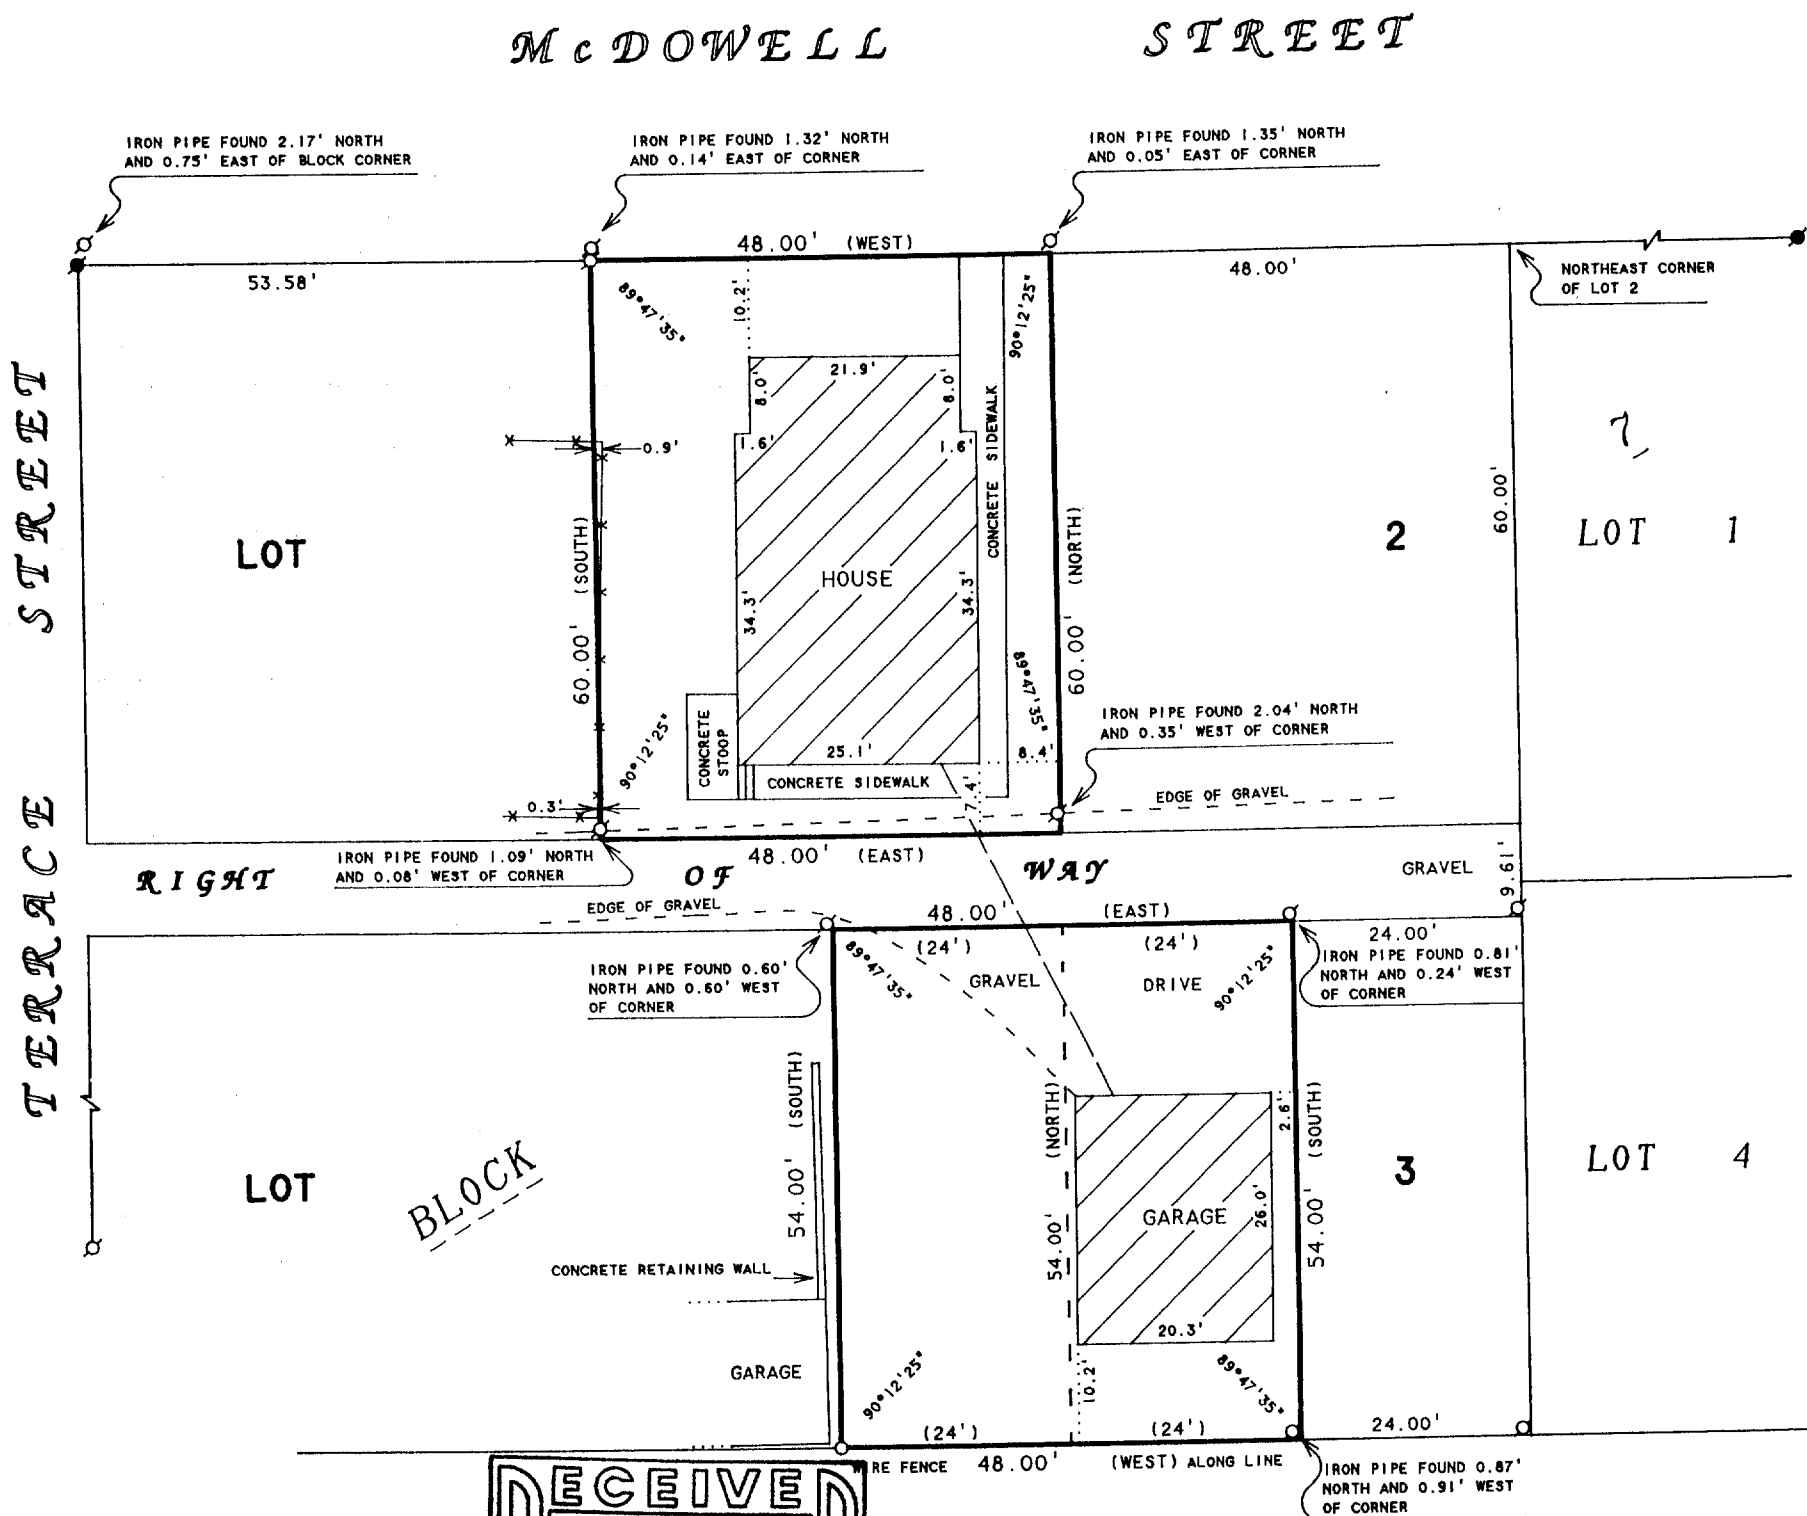 McDOWELL STREET
IRON PIPE FOUND 2.17' NORTH
AND 0.75' EAST OF BLOCK CORNER
IRON PIPE FOUND 1.32' NORTH
AND 0.14' EAST OF CORNER
IRON PIPE FOUND 1.35' NORTH
AND 0.05' EAST OF CORNER
53.58'
48.00' (WEST)
48.00'
NORTHEAST CORNER
OF LOT 2
89°47'35"
10.2'
90°12'25"
21.9'
8.0'
8.0'
1.6'
1.6'
0.9'
CONCRETE SIDEWALK
TERRACE STREET
LOT
60.00' (SOUTH)
HOUSE
34.3'
34.3'
60.00' (NORTH)
2
60.00'
LOT 1
90°12'25"
89°47'35"
CONCRETE
STOOP
25.1'
8.4'
CONCRETE SIDEWALK
7.4'
0.3'
IRON PIPE FOUND 2.04' NORTH
AND 0.35' WEST OF CORNER
EDGE OF GRAVEL
IRON PIPE FOUND 1.09' NORTH
AND 0.08' WEST OF CORNER
48.00' (EAST)
RIGHT OF WAY
GRAVEL
9.61'
EDGE OF GRAVEL
48.00' (EAST)
(24')
(24')
24.00'
IRON PIPE FOUND 0.60'
NORTH AND 0.60' WEST
OF CORNER
89°47'35"
GRAVEL DRIVE
90°12'25"
IRON PIPE FOUND 0.81'
NORTH AND 0.24' WEST
OF CORNER
54.00' (SOUTH)
54.00' (NORTH)
2.6'
54.00' (SOUTH)
LOT
BLOCK
GARAGE
26.0'
20.3'
3
LOT 4
CONCRETE RETAINING WALL
GARAGE
90°12'25"
10.2'
89°47'35"
(24')
(24')
24.00'
WIRE FENCE 48.00' (WEST) ALONG LINE
IRON PIPE FOUND 0.87'
NORTH AND 0.91' WEST
OF CORNER
RECEIVED